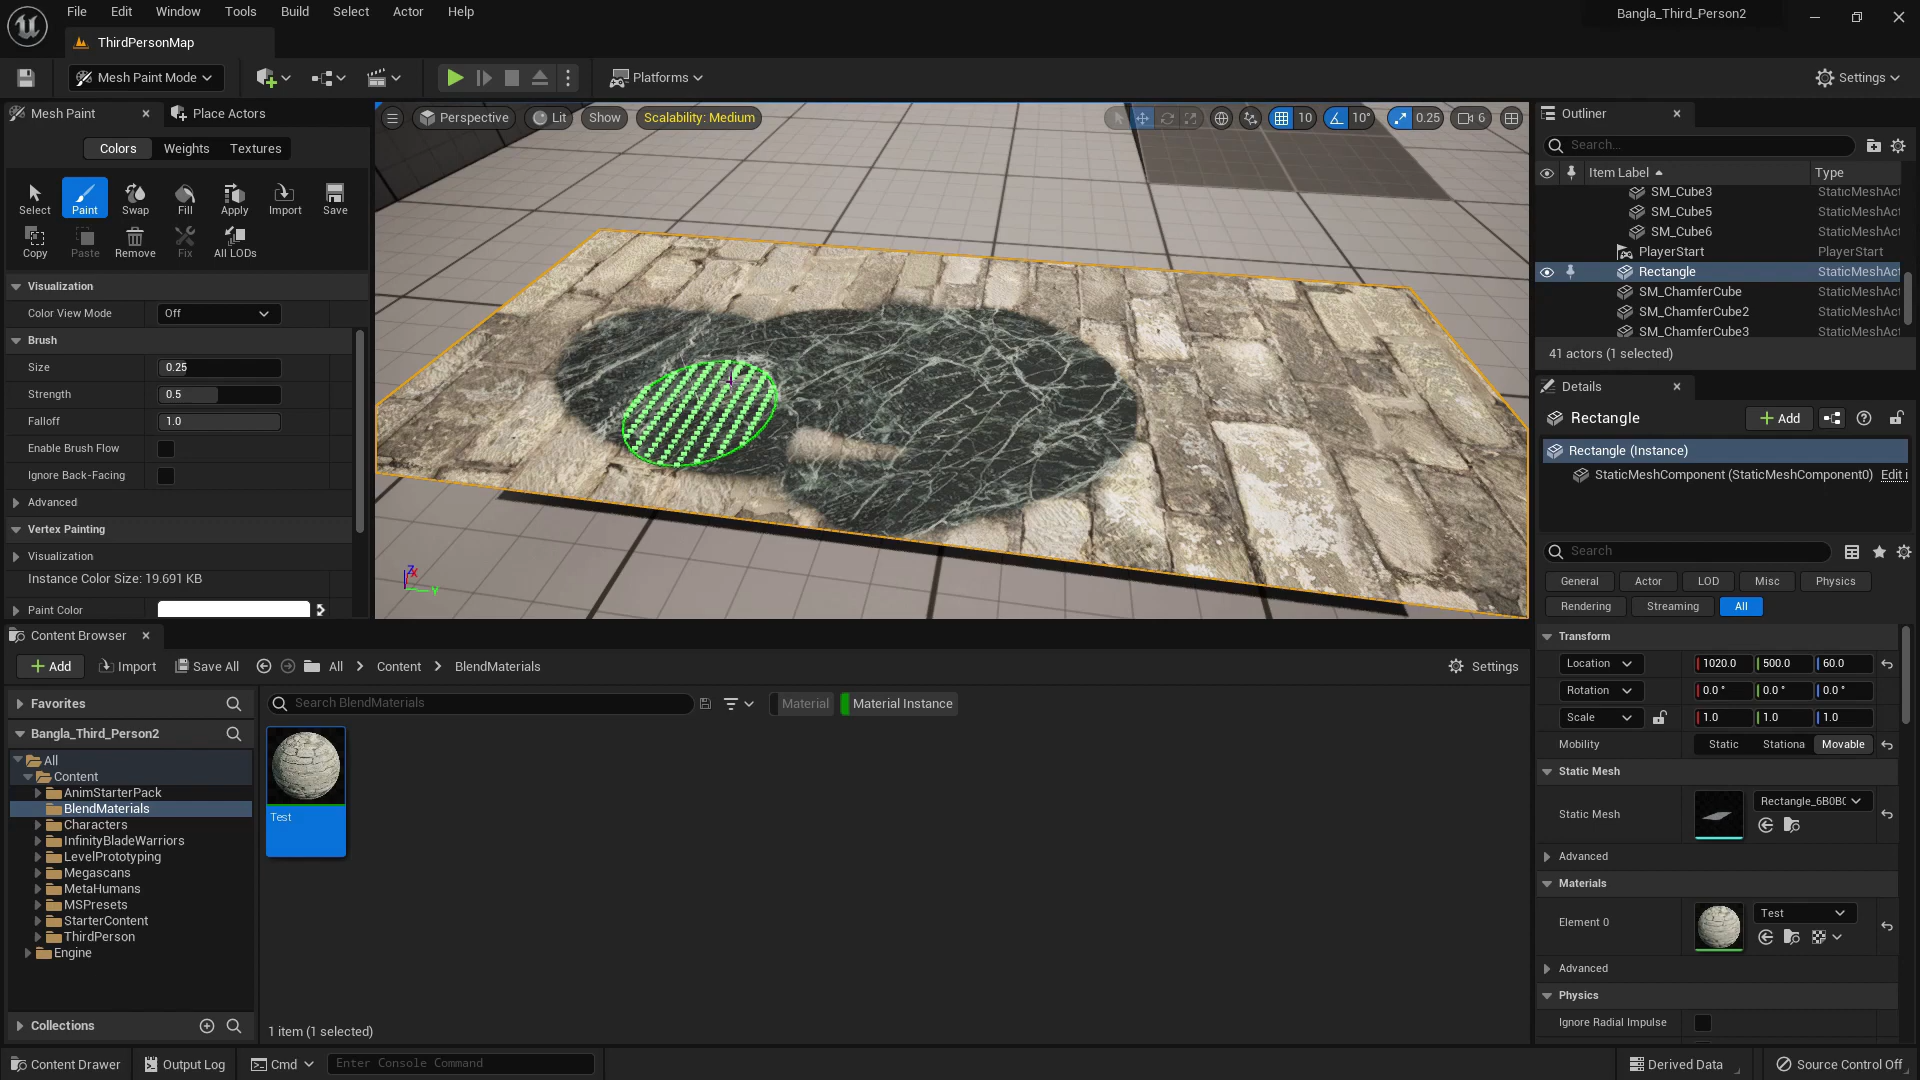 File Edit Window Tools Build Select Actor Help
Bangla_Third_Person2
ThirdPersonMap
Mesh Paint Mode
Platforms
Settings
Mesh Paint
Place Actors
Colors Weights Textures
Select Paint Swap Fill Apply Import Save
Copy Paste Remove Fix All LODs
Visualization
Color View Mode Off
Brush
Size 0.25
Strength 0.5
Falloff 1.0
Enable Brush Flow
Ignore Back-Facing
Advanced
Vertex Painting
Visualization
Instance Color Size: 19.691 KB
Paint Color
Perspective Lit Show Scalability: Medium
10 10° 0.25 6
Z X Y
Outliner
Search...
Item Label Type
SM_Cube3 StaticMeshAct
SM_Cube5 StaticMeshAct
SM_Cube6 StaticMeshAct
PlayerStart PlayerStart
Rectangle StaticMeshAct
SM_ChamferCube StaticMeshAct
SM_ChamferCube2 StaticMeshAct
SM_ChamferCube3 StaticMeshAct
41 actors (1 selected)
Details
Rectangle
Add
Rectangle (Instance)
StaticMeshComponent (StaticMeshComponent0) Edit i
Search
General Actor LOD Misc Physics
Rendering Streaming All
Transform
Location 1020.0 500.0 60.0
Rotation 0.0° 0.0° 0.0°
Scale 1.0 1.0 1.0
Mobility Static Stationa Movable
Static Mesh
Static Mesh Rectangle_6B0B0
Advanced
Materials
Element 0 Test
Advanced
Physics
Ignore Radial Impulse
Content Browser
Add Import Save All All > Content > BlendMaterials
Settings
Favorites
Bangla_Third_Person2
All
Content
AnimStarterPack
BlendMaterials
Characters
InfinityBladeWarriors
LevelPrototyping
Megascans
MetaHumans
MSPresets
StarterContent
ThirdPerson
Engine
Collections
Search BlendMaterials
Material
Material Instance
Test
1 item (1 selected)
Content Drawer
Output Log
Cmd
Enter Console Command
Derived Data
Source Control Off